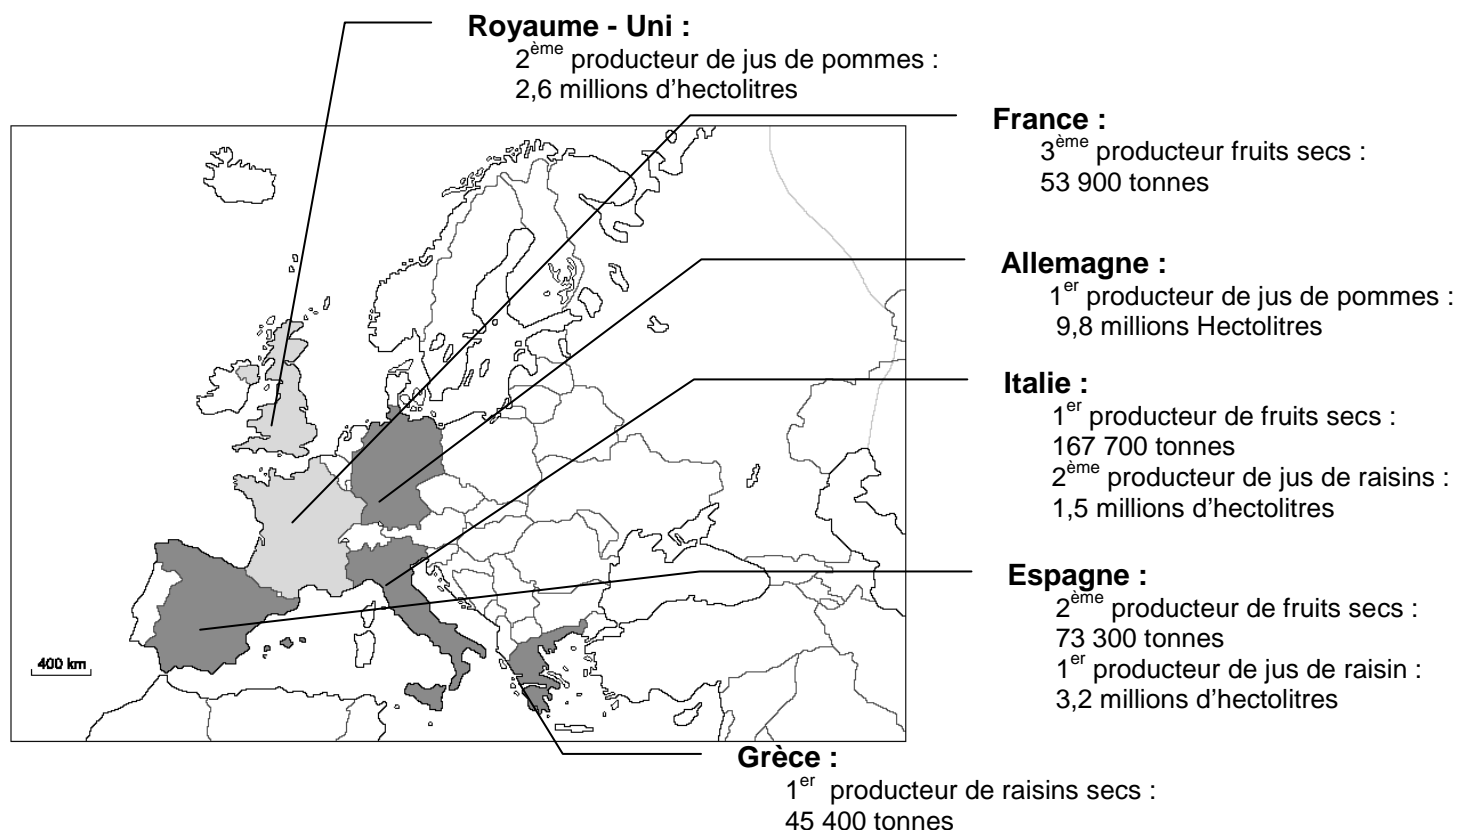 Royaume - Uni :
2ème producteur de jus de pommes :
2,6 millions d'hectolitres
France :
3ème producteur fruits secs :
53 900 tonnes
Allemagne :
1er producteur de jus de pommes :
9,8 millions Hectolitres
Italie :
1er producteur de fruits secs :
167 700 tonnes
2ème producteur de jus de raisins :
1,5 millions d'hectolitres
Espagne :
2ème producteur de fruits secs :
73 300 tonnes
1er producteur de jus de raisin :
3,2 millions d'hectolitres
400 km
Grèce :
1er producteur de raisins secs :
45 400 tonnes